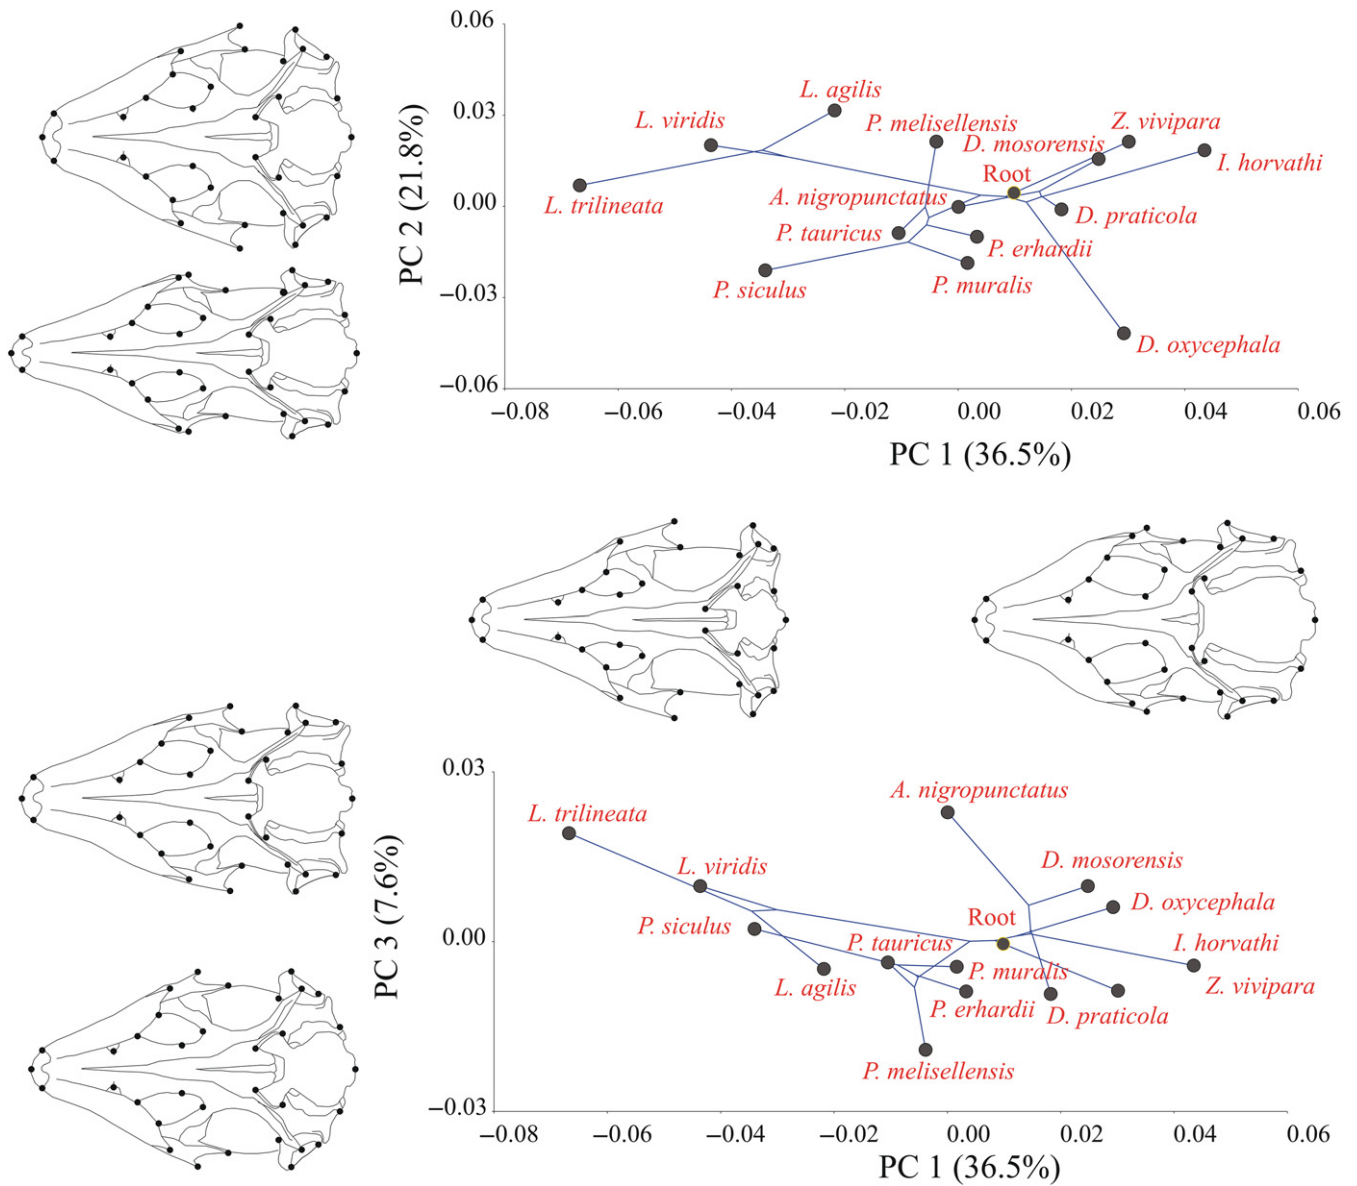 0.06
L. agilis
0.03
L. viridis
P. melisellensis
Z. vivipara
D. mosorensis
I. horvathi
Root
L. trilineata
A. nigropunctatus
0.00
D. praticola
P. tauricus
P. erhardii
P. siculus
P. muralis
−0.03
D. oxycephala
−0.06
PC 2 (21.8%)
−0.08 −0.06 −0.04 −0.02 0.00 0.02 0.04 0.06
PC 1 (36.5%)
0.03
A. nigropunctatus
L. trilineata
D. mosorensis
L. viridis
D. oxycephala
Root
P. siculus
P. tauricus
I. horvathi
0.00
P. muralis
L. agilis
Z. vivipara
P. erhardii
D. praticola
P. melisellensis
−0.03
PC 3 (7.6%)
−0.08 −0.06 −0.04 −0.02 0.00 0.02 0.04 0.06
PC 1 (36.5%)